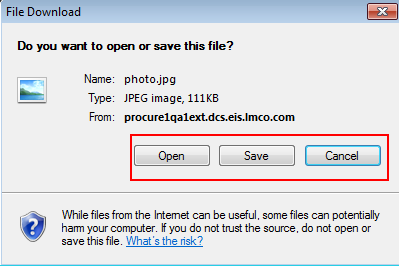 File Download
Do you want to open or save this file?
Name: photo.jpg
Type: JPEG image, 111KB
From: procure1qa1ext.dcs.eis.lmco.com
Open Save Cancel
While files from the Internet can be useful, some files can potentially
harm your computer. If you do not trust the source, do not open or
save this file. What's the risk?